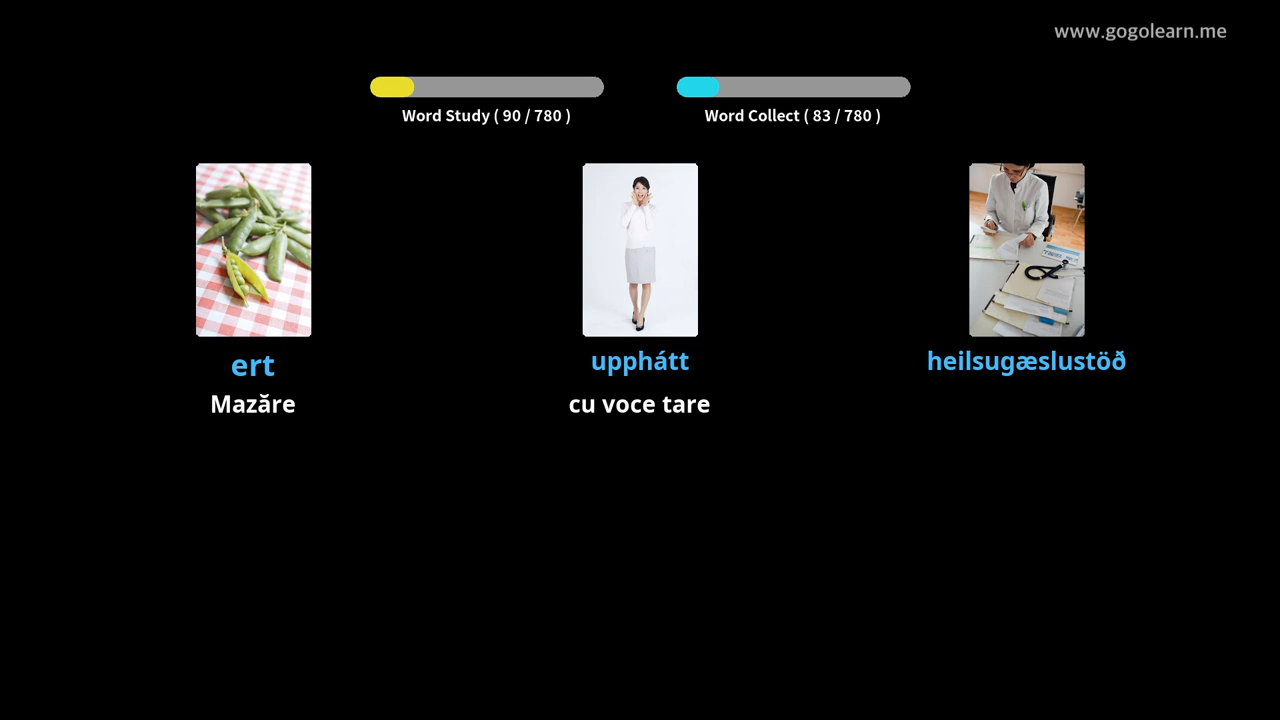 www.gogolearn.me
Word Study ( 90 / 780 )
Word Collect ( 83 / 780 )
ert
upphátt
heilsugæslustöð
Mazăre
cu voce tare